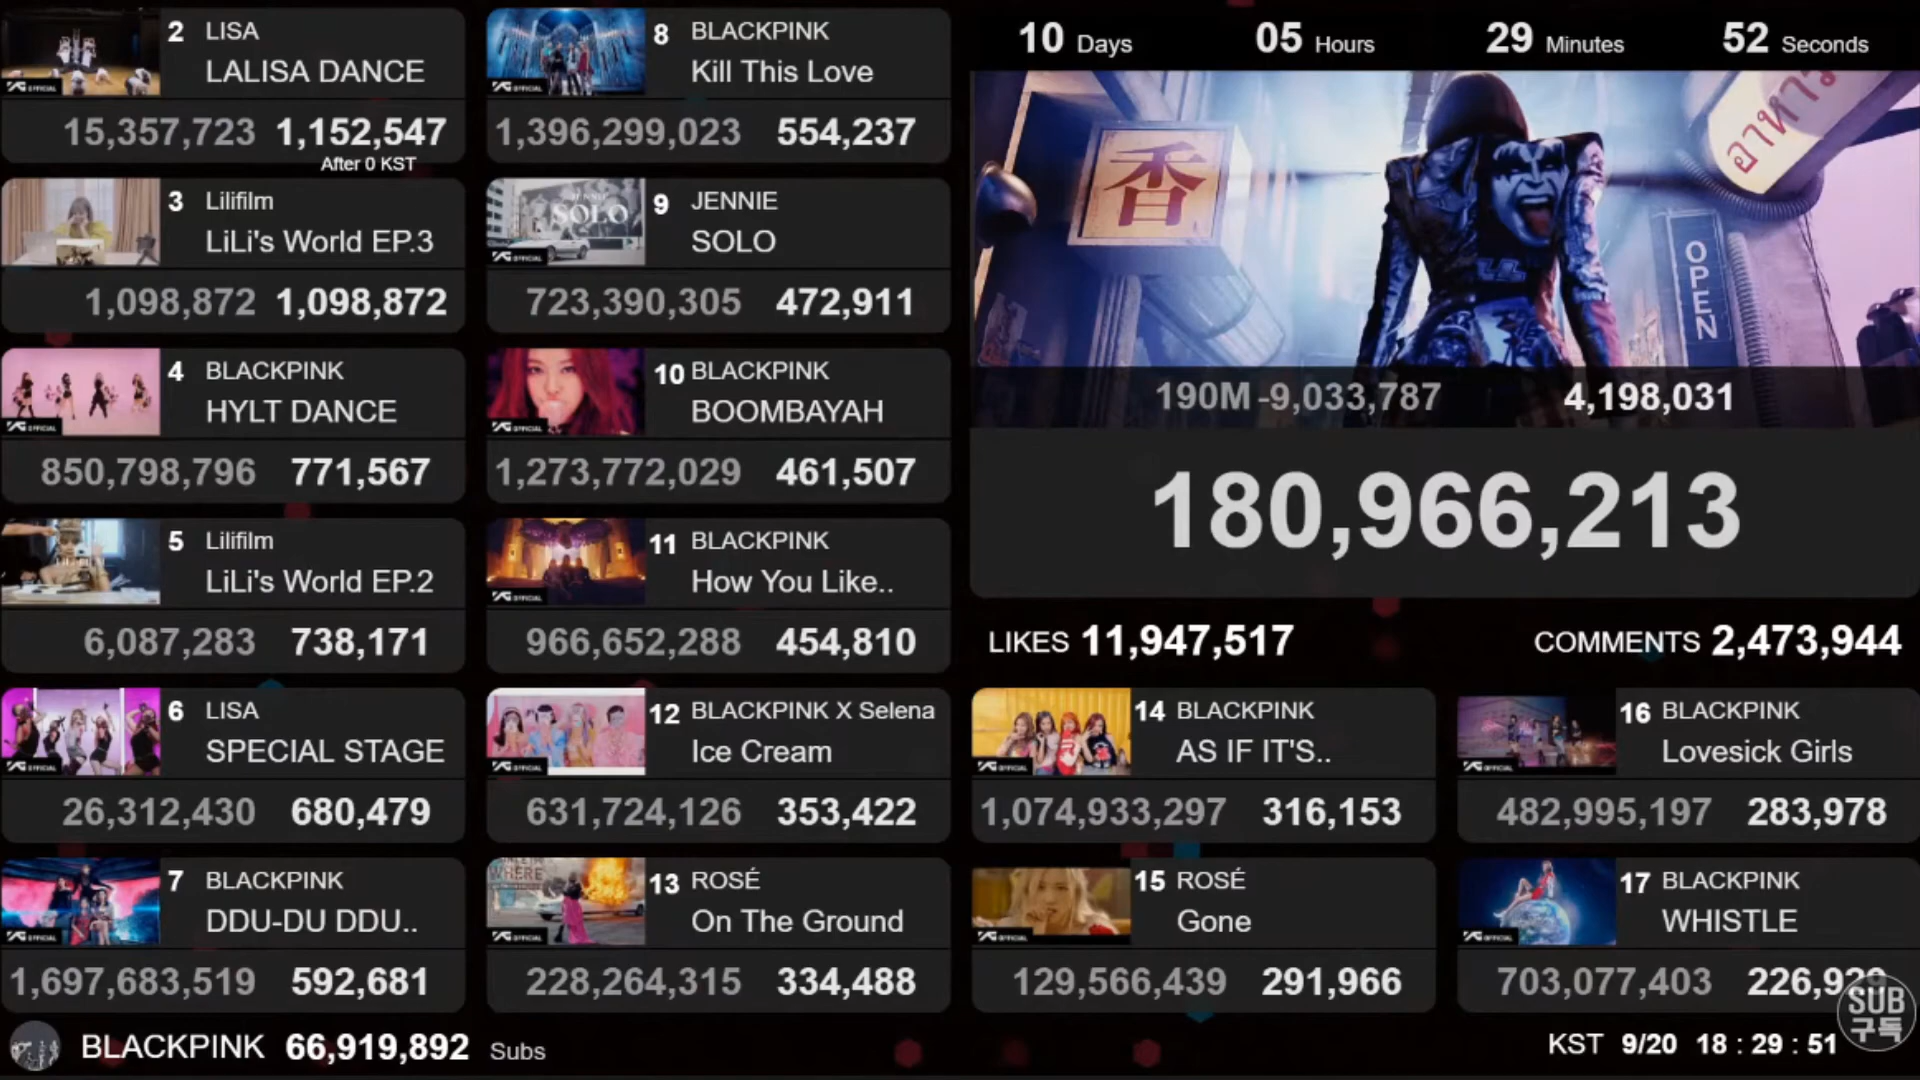 2 LISA
LALISA DANCE
15,357,723 1,152,547
After 0 KST
3 Lilifilm
LiLi's World EP.3
1,098,872 1,098,872
4 BLACKPINK
HYLT DANCE
850,798,796 771,567
5 Lilifilm
LiLi's World EP.2
6,087,283 738,171
6 LISA
SPECIAL STAGE
26,312,430 680,479
7 BLACKPINK
DDU-DU DDU..
1,697,683,519 592,681
8 BLACKPINK
Kill This Love
1,396,299,023 554,237
9 JENNIE
SOLO
SOLO
723,390,305 472,911
10 BLACKPINK
BOOMBAYAH
1,273,772,029 461,507
11 BLACKPINK
How You Like..
966,652,288 454,810
12 BLACKPINK X Selena
Ice Cream
631,724,126 353,422
WHERE
13 ROSÉ
On The Ground
228,264,315 334,488
10 Days 05 Hours 29 Minutes 52 Seconds
香
อาหาร
OPEN
190M -9,033,787 4,198,031
180,966,213
LIKES 11,947,517 COMMENTS 2,473,944
14 BLACKPINK
AS IF IT'S..
1,074,933,297 316,153
15 ROSÉ
Gone
129,566,439 291,966
16 BLACKPINK
Lovesick Girls
482,995,197 283,978
17 BLACKPINK
WHISTLE
703,077,403
SUB
구독
BLACKPINK 66,919,892 Subs
KST 9/20 18 : 29 : 51